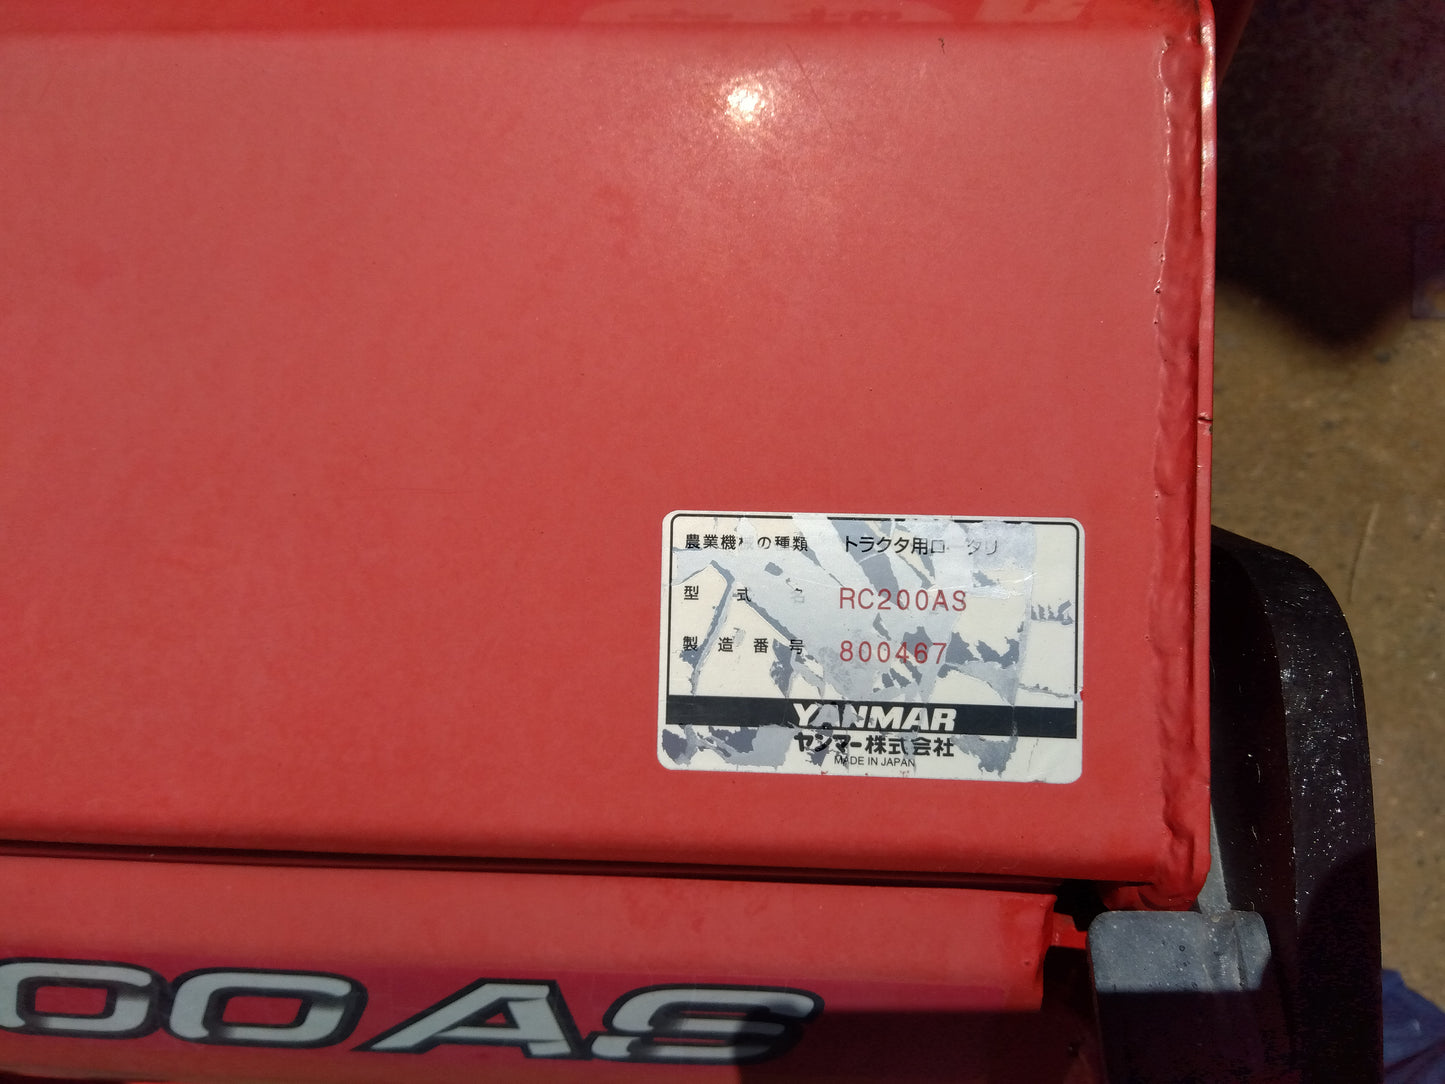 農業機械の種類 トラクタ用ロータリ
型式名 RC200AS
製造番号 800467
YANMAR
ヤンマー株式会社
MADE IN JAPAN
00AS